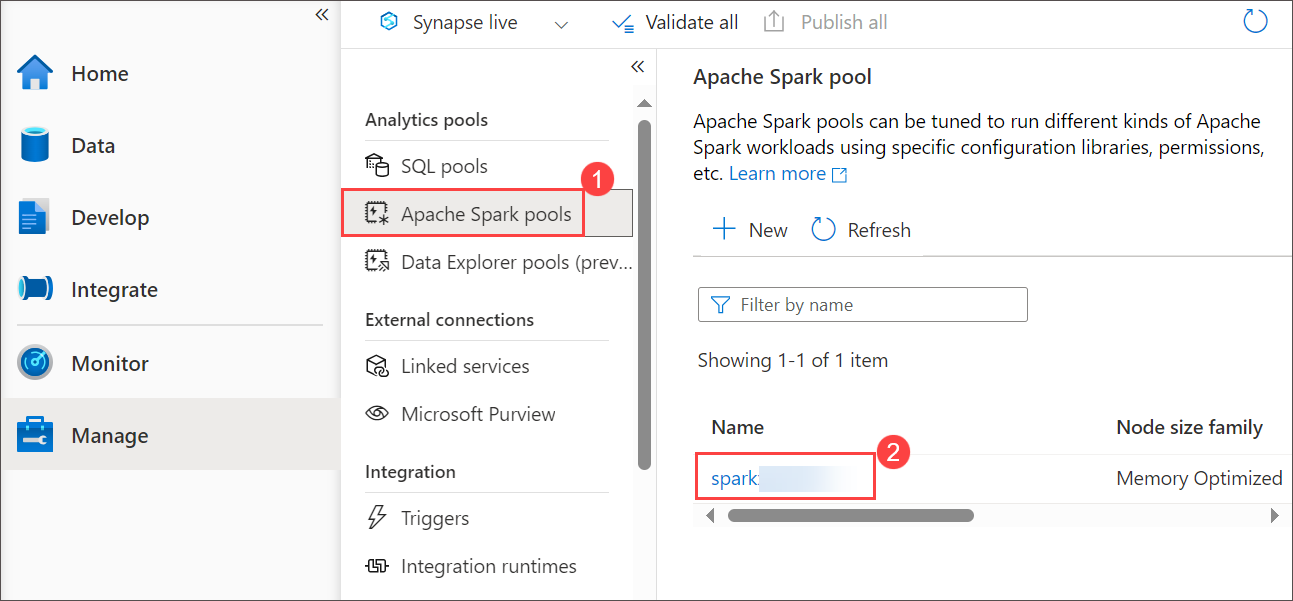 Synapse live
Validate all
Publish all
Home
Data
Develop
Integrate
Monitor
Manage
Analytics pools
SQL pools
1
Apache Spark pools
Data Explorer pools (prev...
External connections
Linked services
Microsoft Purview
Integration
Triggers
Integration runtimes
Apache Spark pool
Apache Spark pools can be tuned to run different kinds of Apache
Spark workloads using specific configuration libraries, permissions,
etc. Learn more
New
Refresh
Filter by name
Showing 1-1 of 1 item
Name
Node size family
2
spark
Memory Optimized